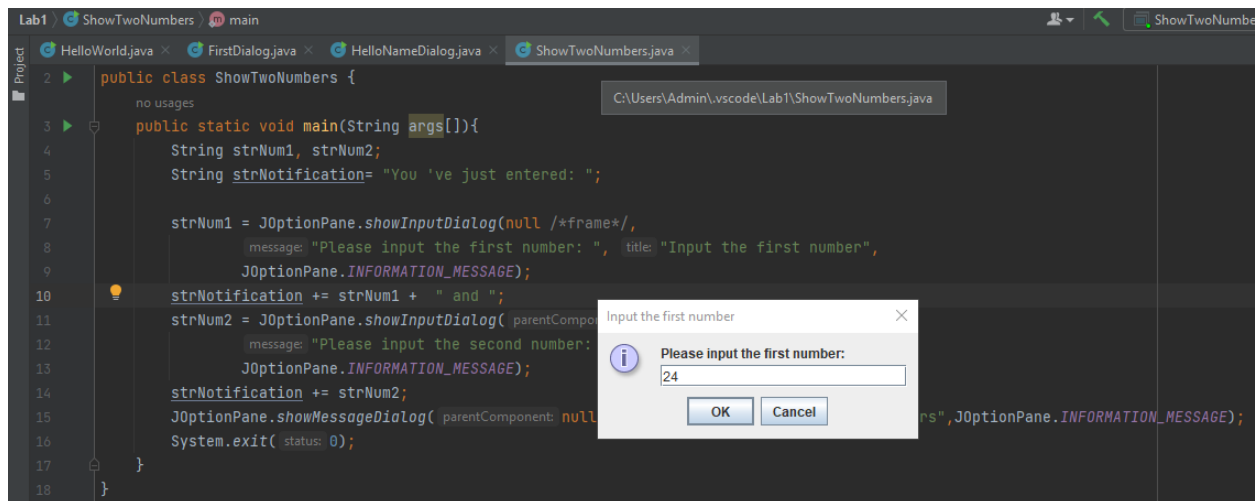 Lab1 〉 ShowTwoNumbers 〉 main ShowTwoNumbe
Project
HelloWorld.java × FirstDialog.java × HelloNameDialog.java × ShowTwoNumbers.java ×
C:\Users\Admin\.vscode\Lab1\ShowTwoNumbers.java
2 public class ShowTwoNumbers {
no usages
3 public static void main(String args[]){
4 String strNum1, strNum2;
5 String strNotification= "You 've just entered: ";
6
7 strNum1 = JOptionPane.showInputDialog(null /*frame*/,
8 message: "Please input the first number: ", title: "Input the first number",
9 JOptionPane.INFORMATION_MESSAGE);
10 strNotification += strNum1 + " and ";
11 strNum2 = JOptionPane.showInputDialog( parentCompo
12 message: "Please input the second number:
13 JOptionPane.INFORMATION_MESSAGE);
14 strNotification += strNum2;
15 JOptionPane.showMessageDialog( parentComponent: null rs",JOptionPane.INFORMATION_MESSAGE);
16 System.exit( status: 0);
17 }
18 }
Input the first number
i
Please input the first number:
24
OK Cancel